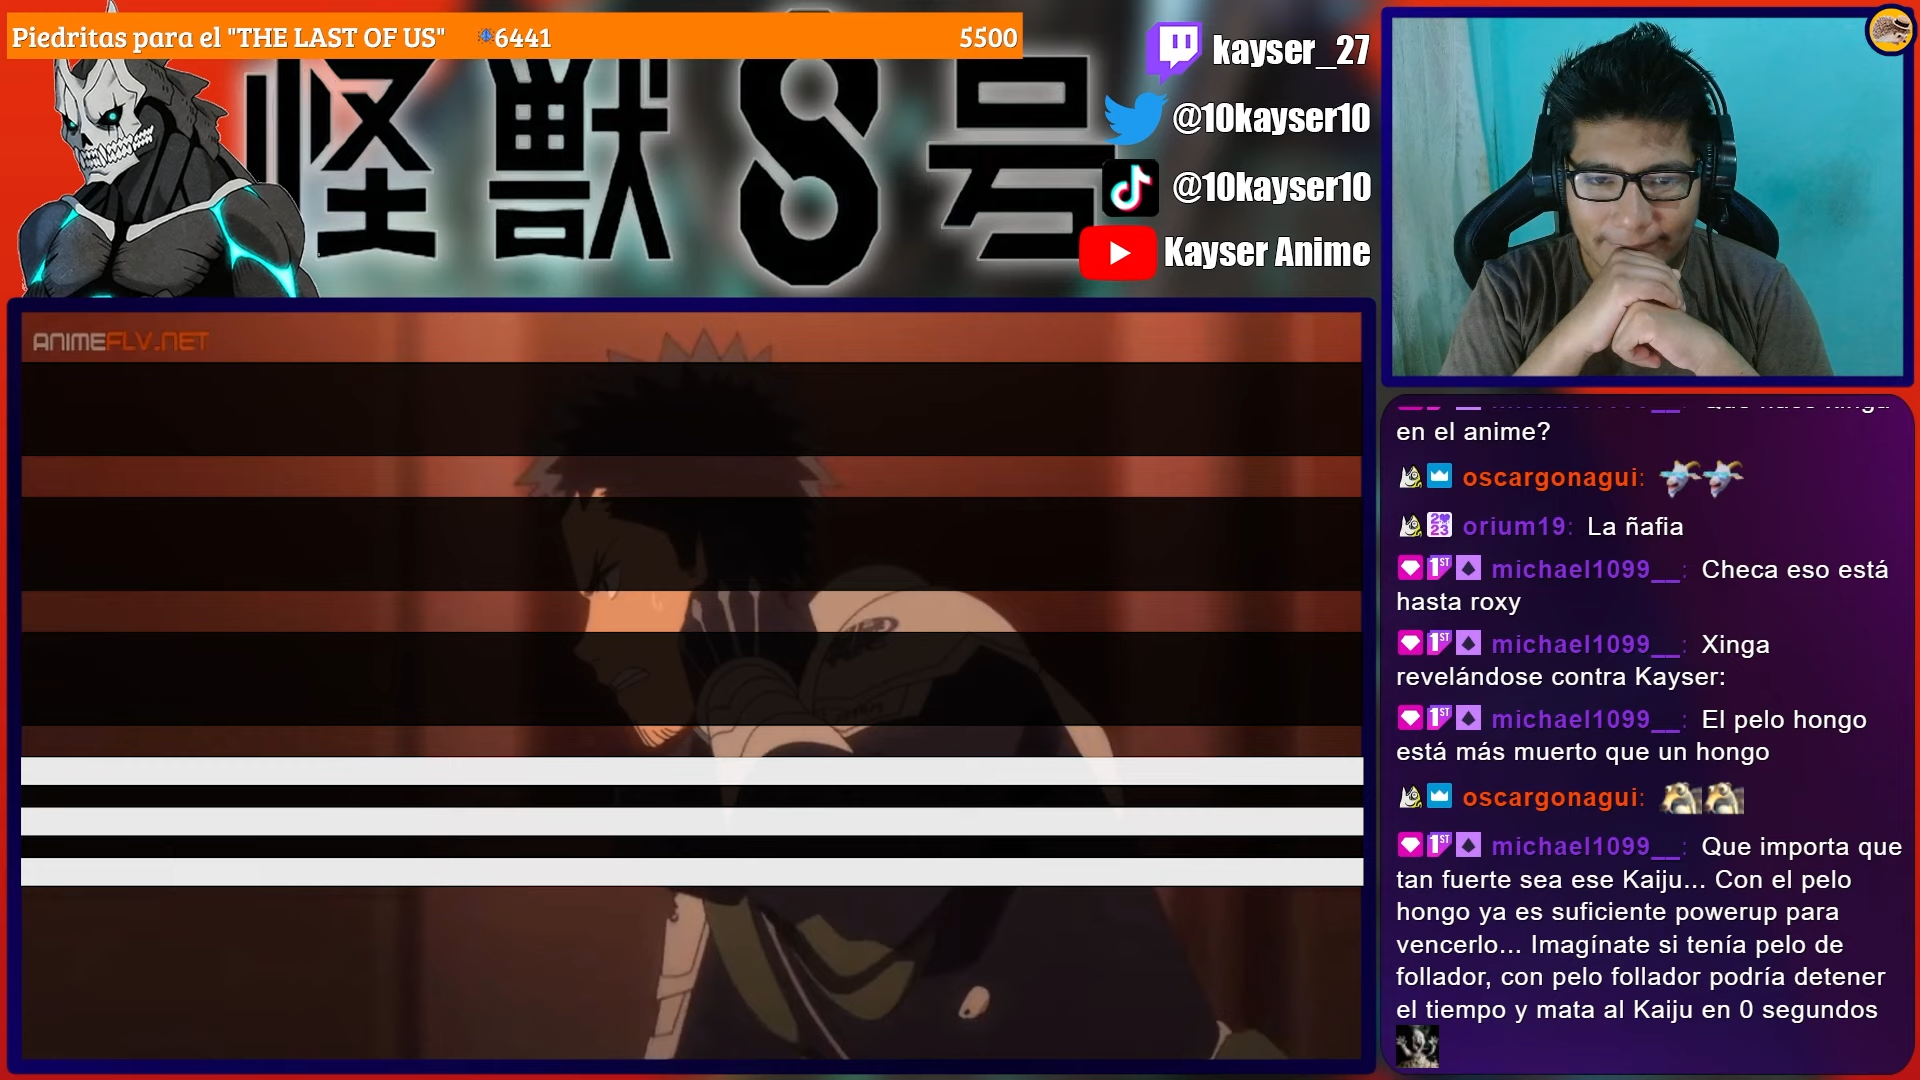 Piedritas para el "THE LAST OF US" 6441 5500
怪獣8号
kayser_27
@10kayser10
@10kayser10
Kayser Anime
ANIMEFLV.NET
en el anime?
oscargonagui:
orium19: La ñafia
michael1099__: Checa eso está
hasta roxy
michael1099__: Xinga
revelándose contra Kayser:
michael1099__: El pelo hongo
está más muerto que un hongo
oscargonagui:
michael1099__: Que importa que
tan fuerte sea ese Kaiju... Con el pelo
hongo ya es suficiente powerup para
vencerlo... Imagínate si tenía pelo de
follador, con pelo follador podría detener
el tiempo y mata al Kaiju en 0 segundos